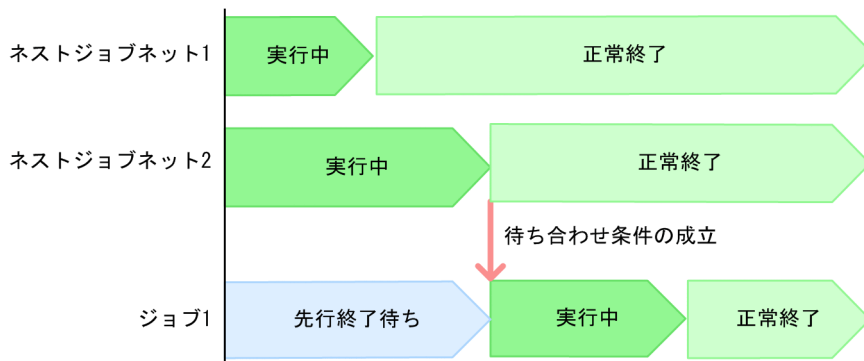 ネストジョブネット1
実行中
正常終了
ネストジョブネット2
実行中
正常終了
待ち合わせ条件の成立
ジョブ1
先行終了待ち
実行中
正常終了